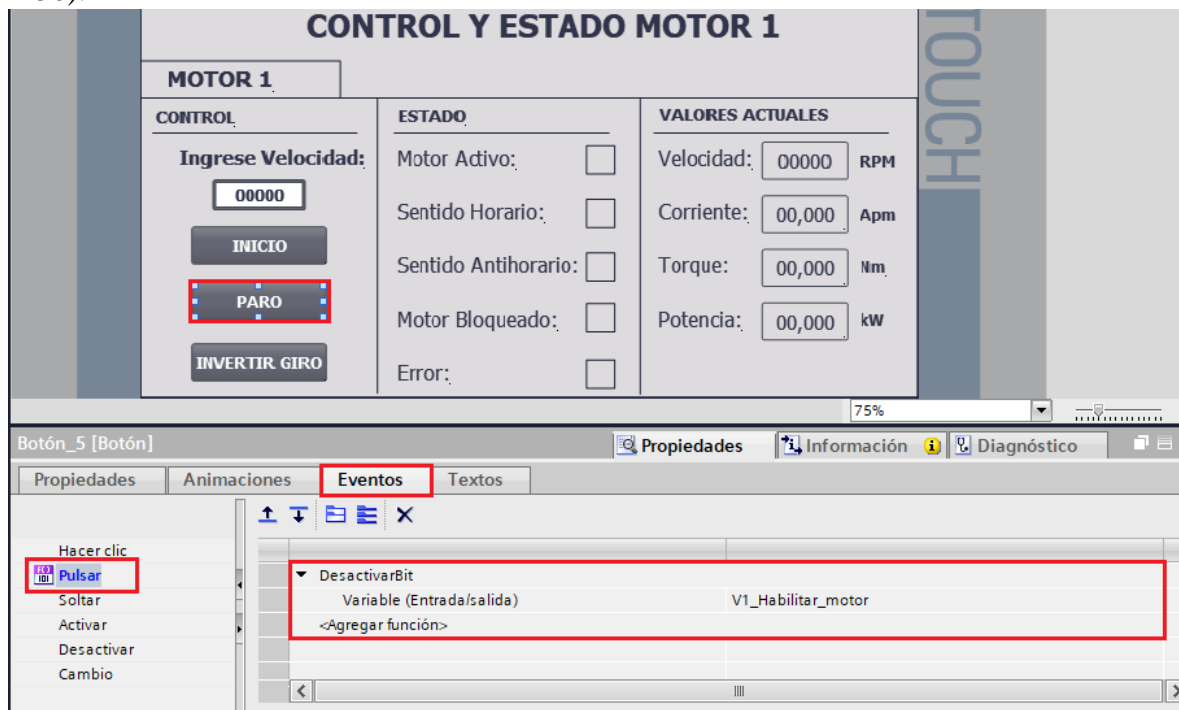 CONTROL Y ESTADO MOTOR 1
TOUCH
MOTOR 1
CONTROL
Ingrese Velocidad:
00000
INICIO
PARO
INVERTIR GIRO
ESTADO
Motor Activo:
Sentido Horario:
Sentido Antihorario:
Motor Bloqueado:
Error:
VALORES ACTUALES
Velocidad: 00000 RPM
Corriente: 00,000 Apm
Torque: 00,000 Nm
Potencia: 00,000 kW
75%
Botón_5 [Botón]
Propiedades Información Diagnóstico
Propiedades Animaciones Eventos Textos
Hacer clic
Pulsar
Soltar
Activar
Desactivar
Cambio
DesactivarBit
Variable (Entrada/salida) V1_Habilitar_motor
<Agregar función>